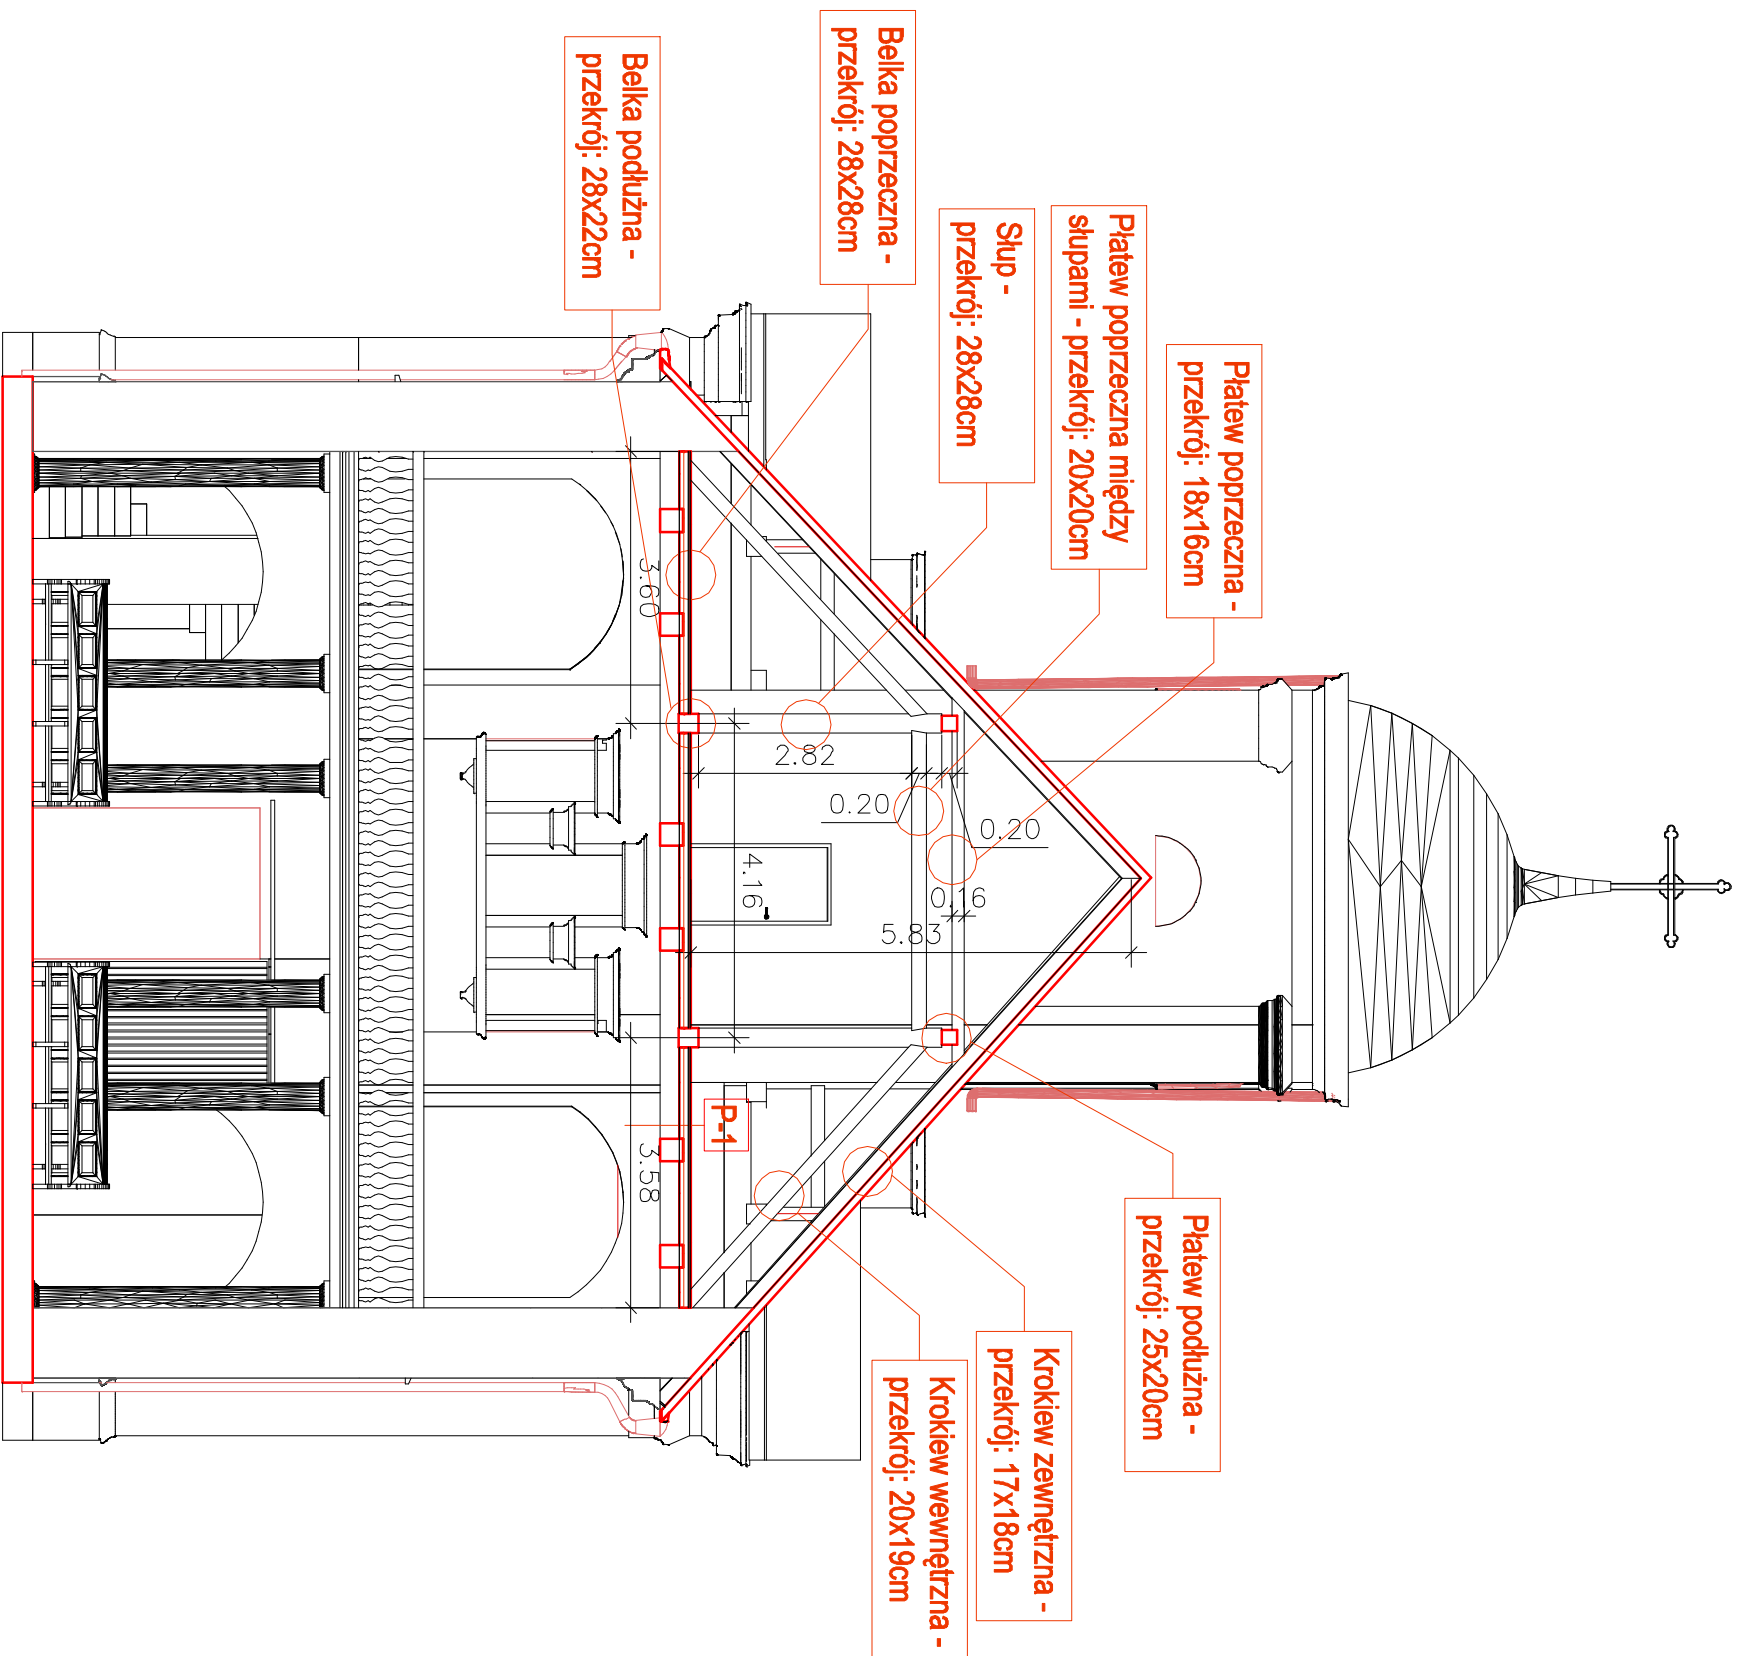 Płatew poprzeczna -
przekrój: 18x16cm
Płatew poprzeczna między
słupami - przekrój: 20x20cm
Słup -
przekrój: 28x28cm
Belka poprzeczna -
przekrój: 28x28cm
Belka podłużna -
przekrój: 28x22cm
Płatew podłużna -
przekrój: 25x20cm
Krokiew zewnętrzna -
przekrój: 17x18cm
Krokiew wewnętrzna -
przekrój: 20x19cm
P-1
3.60
4.16
3.58
2.82
0.20
0.20
0.16
5.83